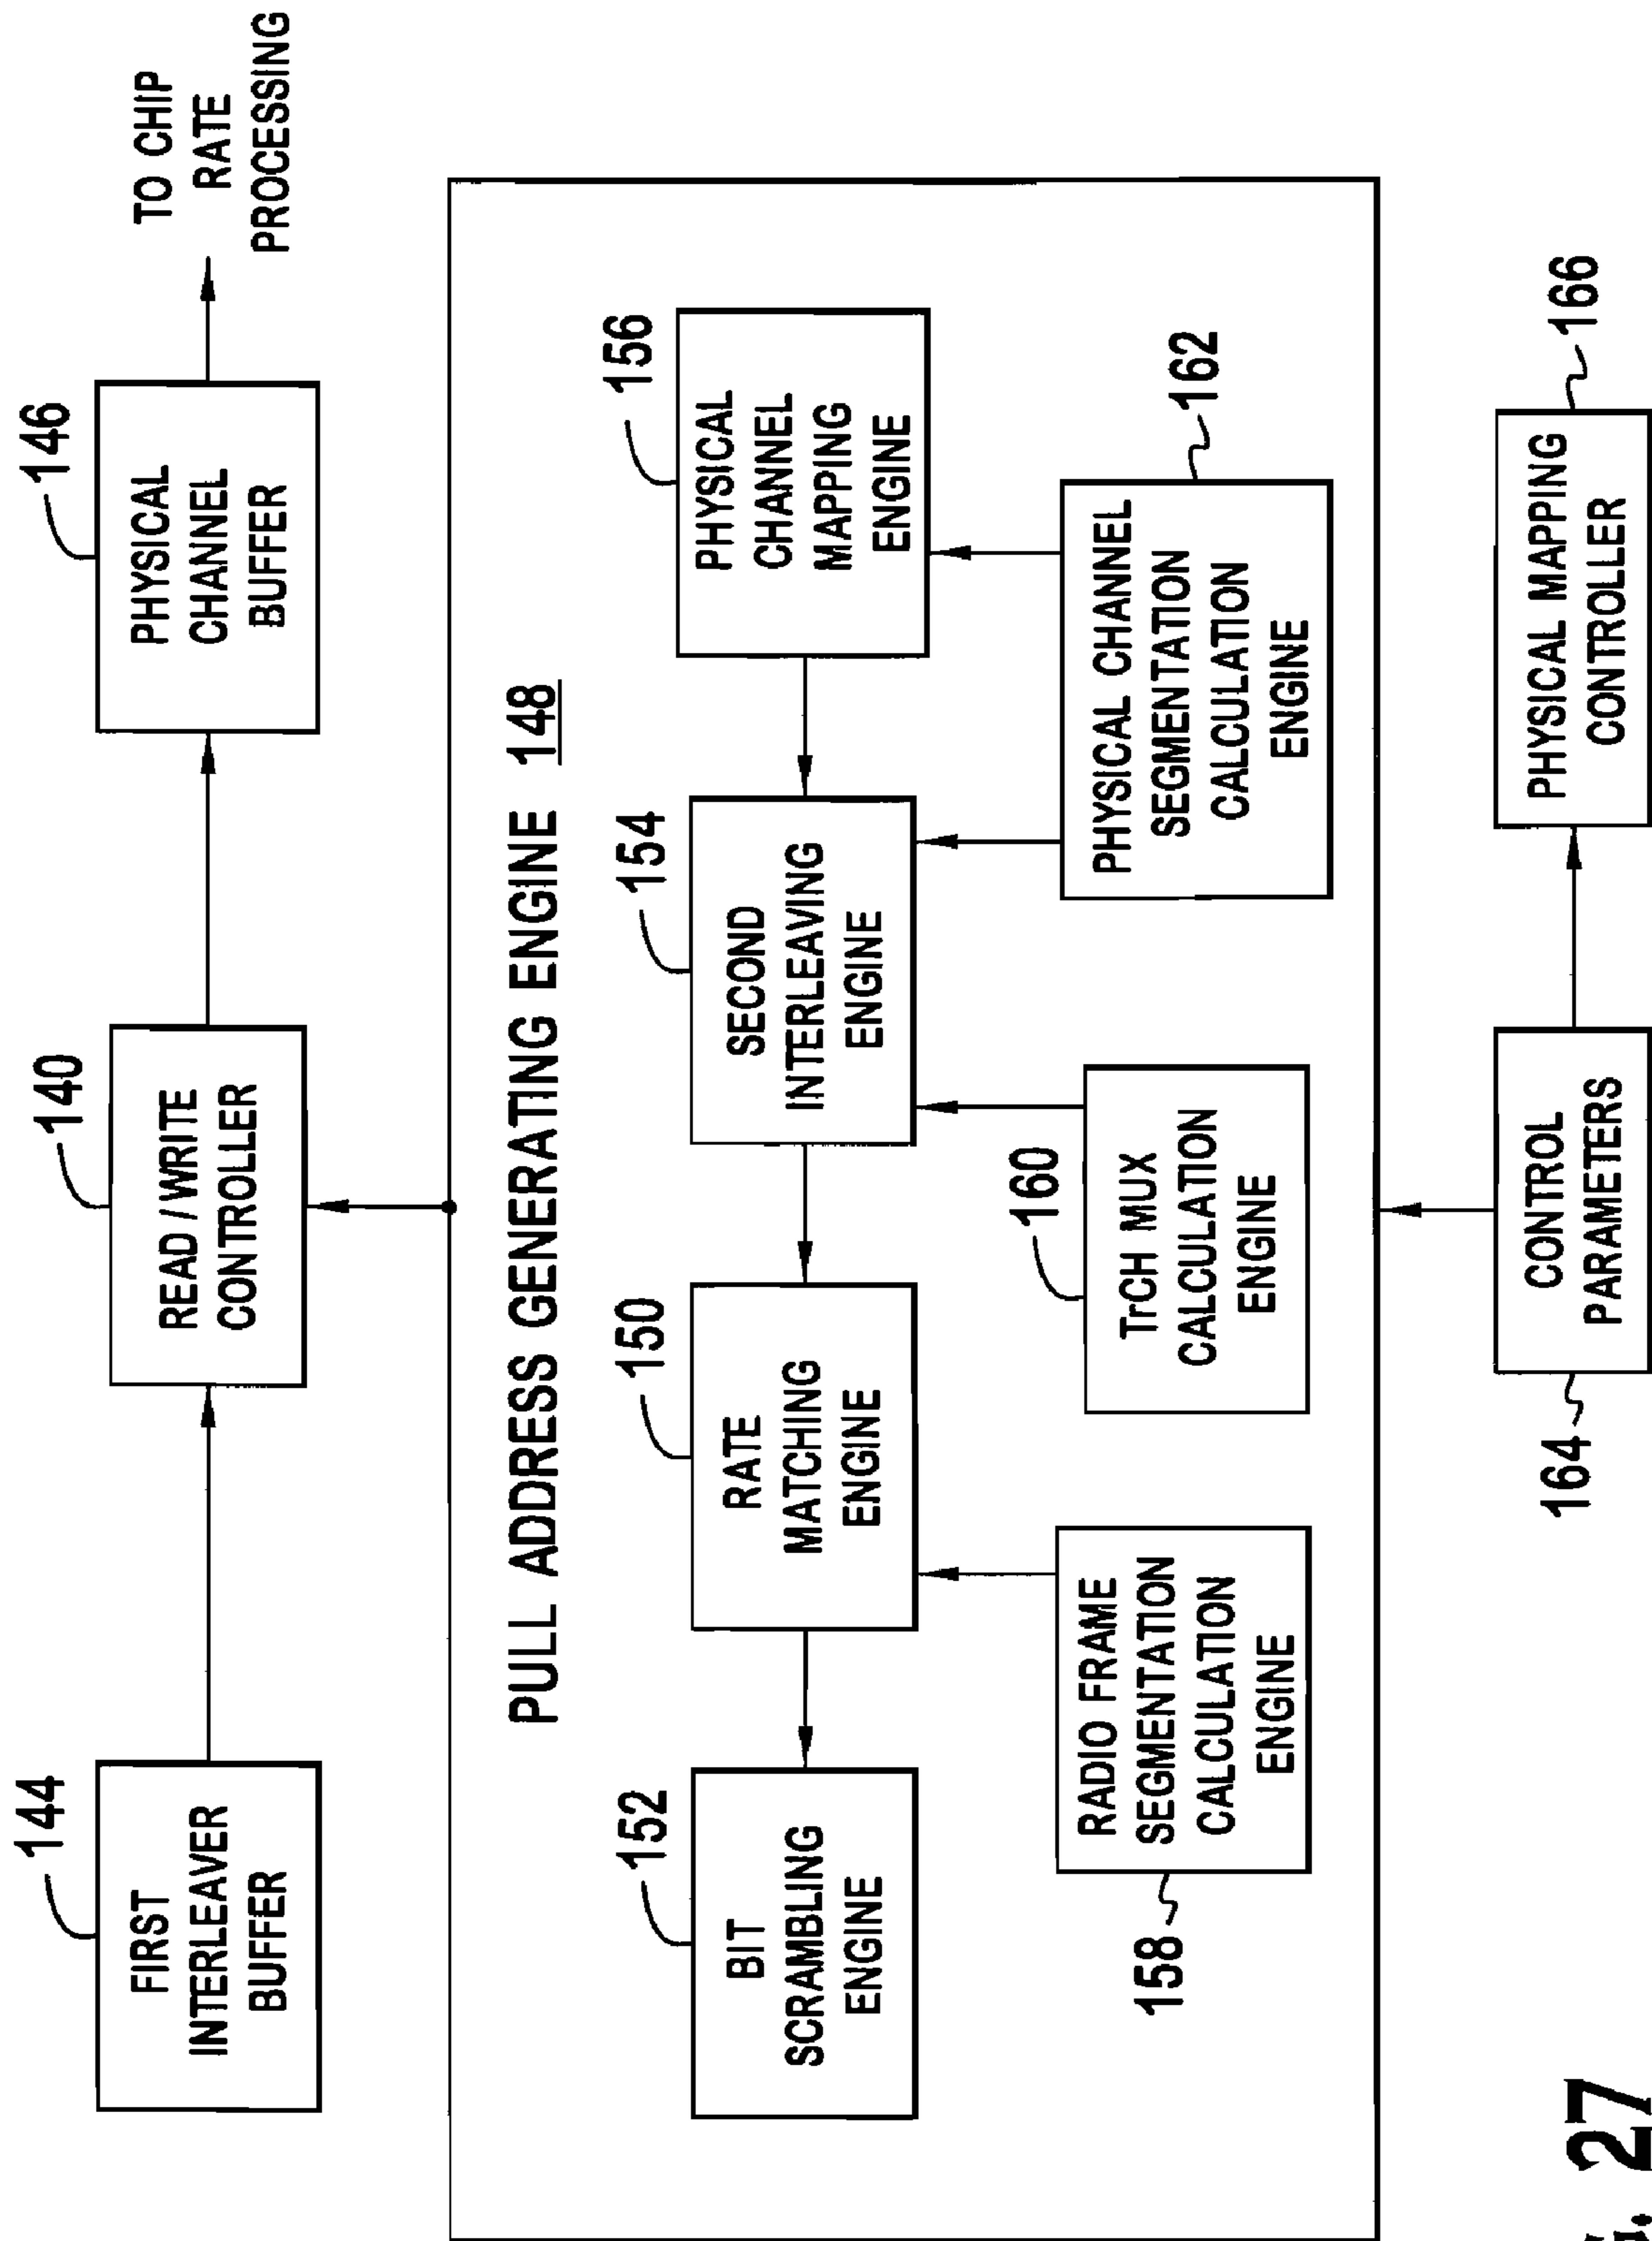 144
FIRST
INTERLEAVER
BUFFER
140
READ / WRITE
CONTROLLER
146
PHYSICAL
CHANNEL
BUFFER
TO CHIP
RATE
PROCESSING
PULL ADDRESS GENERATING ENGINE 148
152
BIT
SCRAMBLING
ENGINE
150
RATE
MATCHING
ENGINE
154
SECOND
INTERLEAVING
ENGINE
156
PHYSICAL
CHANNEL
MAPPING
ENGINE
158
RADIO FRAME
SEGMENTATION
CALCULATION
ENGINE
160
TrCH MUX
CALCULATION
ENGINE
162
PHYSICAL CHANNEL
SEGMENTATION
CALCULATION
ENGINE
164
CONTROL
PARAMETERS
166
PHYSICAL MAPPING
CONTROLLER
27